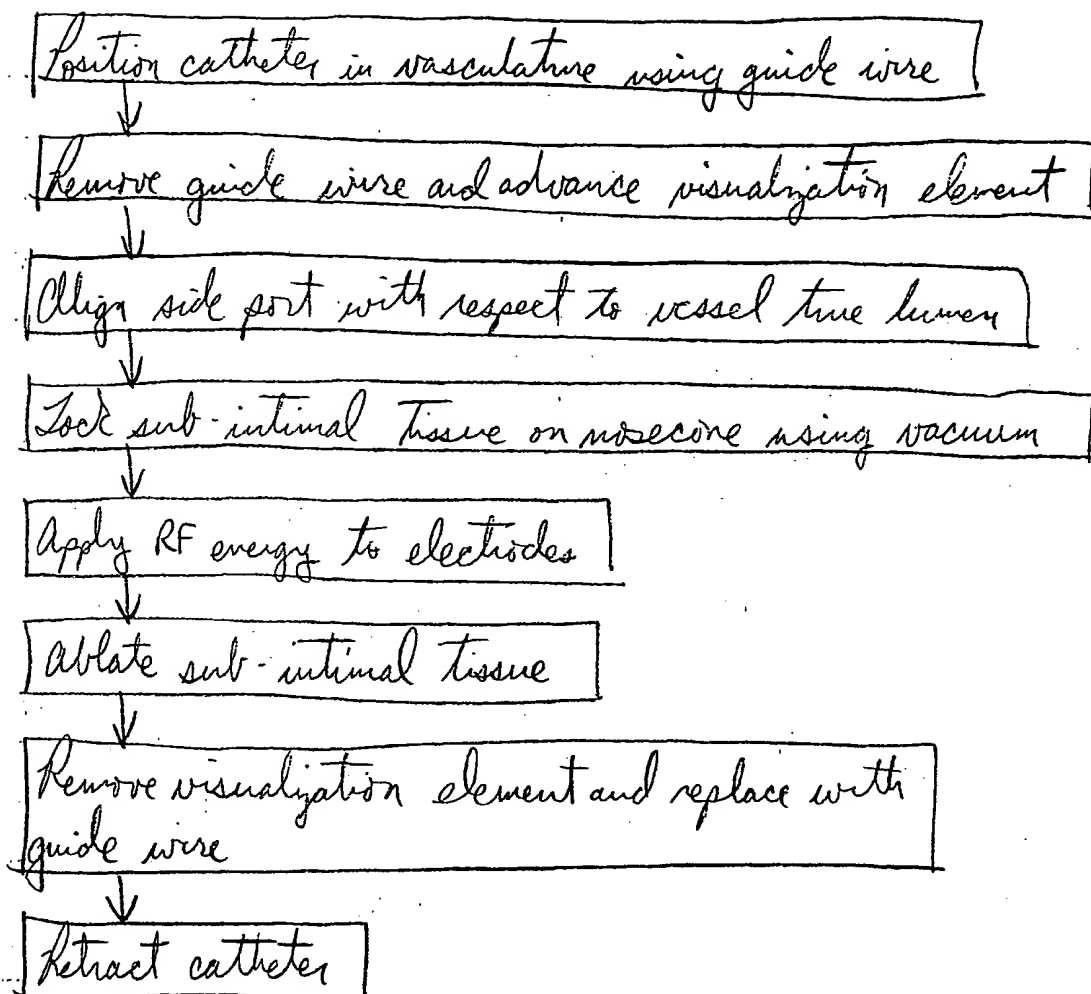 Position catheter in vasculature using guide wire
Remove guide wire and advance visualization element
Align side port with respect to vessel true lumen
Lock sub-intimal tissue on nosecone using vacuum
Apply RF energy to electrodes
Ablate sub-intimal tissue
Remove visualization element and replace with
guide wire
Retract catheter